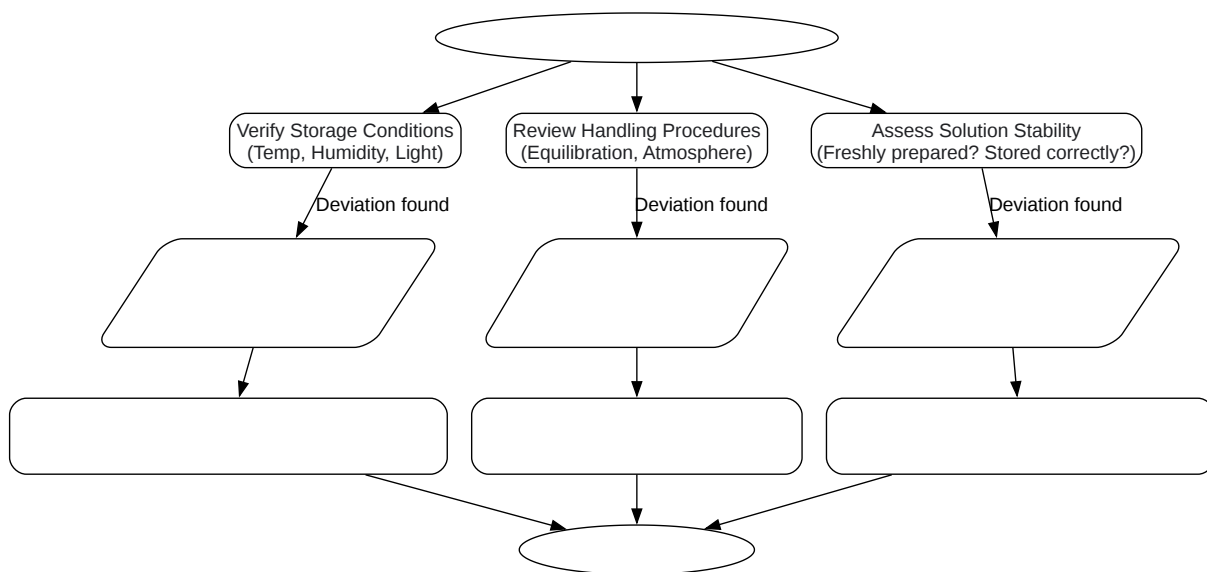 Verify Storage Conditions
(Temp, Humidity, Light)
Review Handling Procedures
(Equilibration, Atmosphere)
Assess Solution Stability
(Freshly prepared? Stored correctly?)
Deviation found
Deviation found
Deviation found